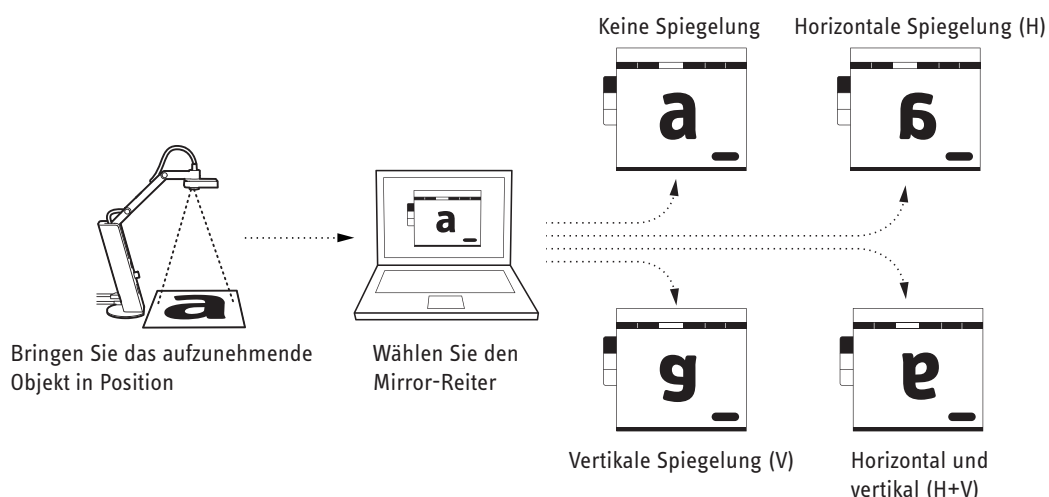 Keine Spiegelung
Horizontale Spiegelung (H)
a
a
a
a
Bringen Sie das aufzunehmende
Objekt in Position
Wählen Sie den
Mirror-Reiter
a
a
Vertikale Spiegelung (V)
Horizontal und
vertikal (H+V)